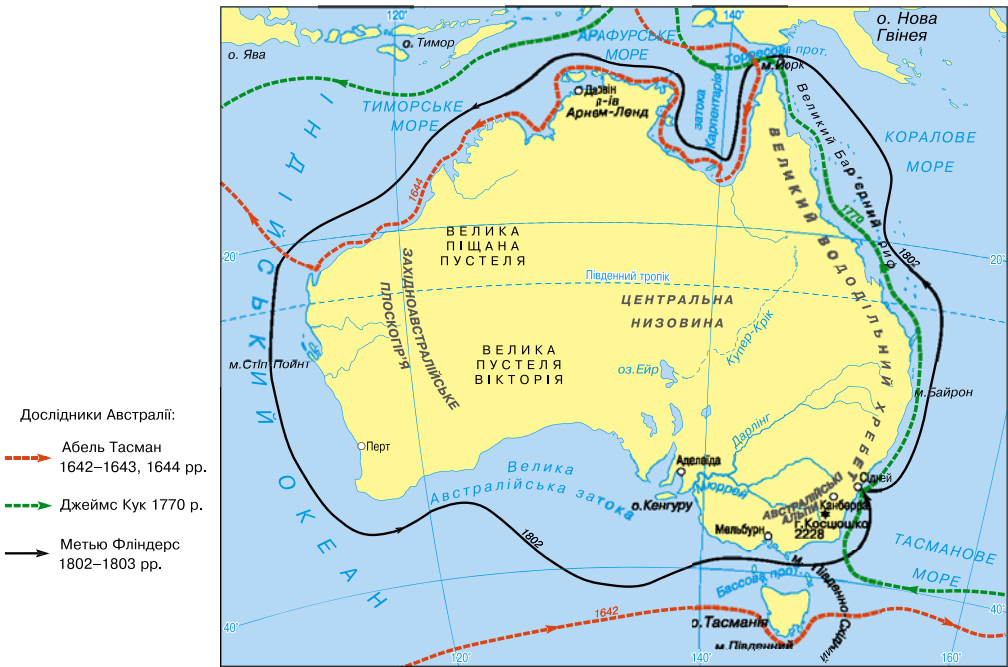 120°
140°
о. Нова
Гвінея
о. Ява
о. Тимор
АРАФУРСЬКЕ
МОРЕ
Торресова прот.
м.Йорк
ТИМОРСЬКЕ
МОРЕ
Дарвін
п-ів
Арнем-Ленд
затока
Карпентарія
Великий Бар'єрний риф
КОРАЛОВЕ
МОРЕ
ІНДІЙСЬКИЙ ОКЕАН
1644
1770
1802
ВЕЛИКА
ПІЩАНА
ПУСТЕЛЯ
ВЕЛИКИЙ ВОДОДІЛЬНИЙ ХРЕБЕТ
20°
20°
Південний тропік
ЗАХІДНОАВСТРАЛІЙСЬКЕ
ПЛОСКОГІР'Я
ЦЕНТРАЛЬНА
НИЗОВИНА
Купер-Крік
ВЕЛИКА
ПУСТЕЛЯ
ВІКТОРІЯ
оз.Ейр
м.Стіп Пойнт
м.Байрон
Дарлінг
Перт
Аделаїда
Сідней
Муррей
Велика
Австралійська затока
о.Кенгуру
АВСТРАЛІЙСЬКІ
АЛЬПИ
Канберра
г.Косцюшко
2228
Мельбурн
1802
ТАСМАНОВЕ
МОРЕ
Бассова прот.
м. Південно Східний
1642
о.Тасманія
м.Південний
40°
40°
120°
140°
160°
Дослідники Австралії:
Абель Тасман
1642–1643, 1644 рр.
Джеймс Кук 1770 р.
Метью Фліндерс
1802–1803 рр.